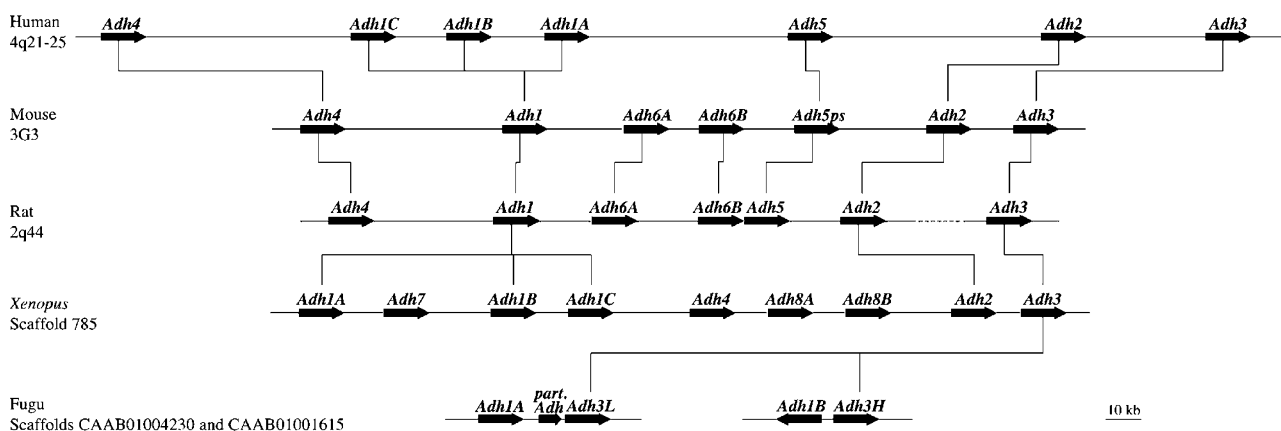 Human
4q21-25
Adh4 Adh1C Adh1B Adh1A Adh5 Adh2 Adh3
Mouse
3G3
Adh4 Adh1 Adh6A Adh6B Adh5ps Adh2 Adh3
Rat
2q44
Adh4 Adh1 Adh6A Adh6B Adh5 Adh2 Adh3
Xenopus
Scaffold 785
Adh1A Adh7 Adh1B Adh1C Adh4 Adh8A Adh8B Adh2 Adh3
Fugu
Scaffolds CAAB01004230 and CAAB01001615
part.
Adh1A Adh Adh3L Adh1B Adh3H
10 kb